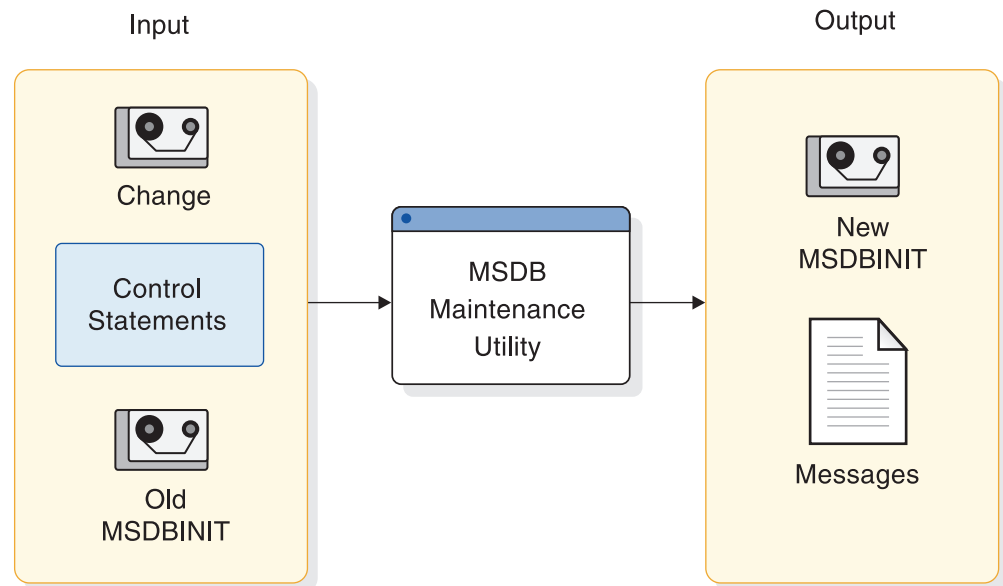 Input
Output
Change
Control
Statements
Old
MSDBINIT
MSDB
Maintenance
Utility
New
MSDBINIT
Messages